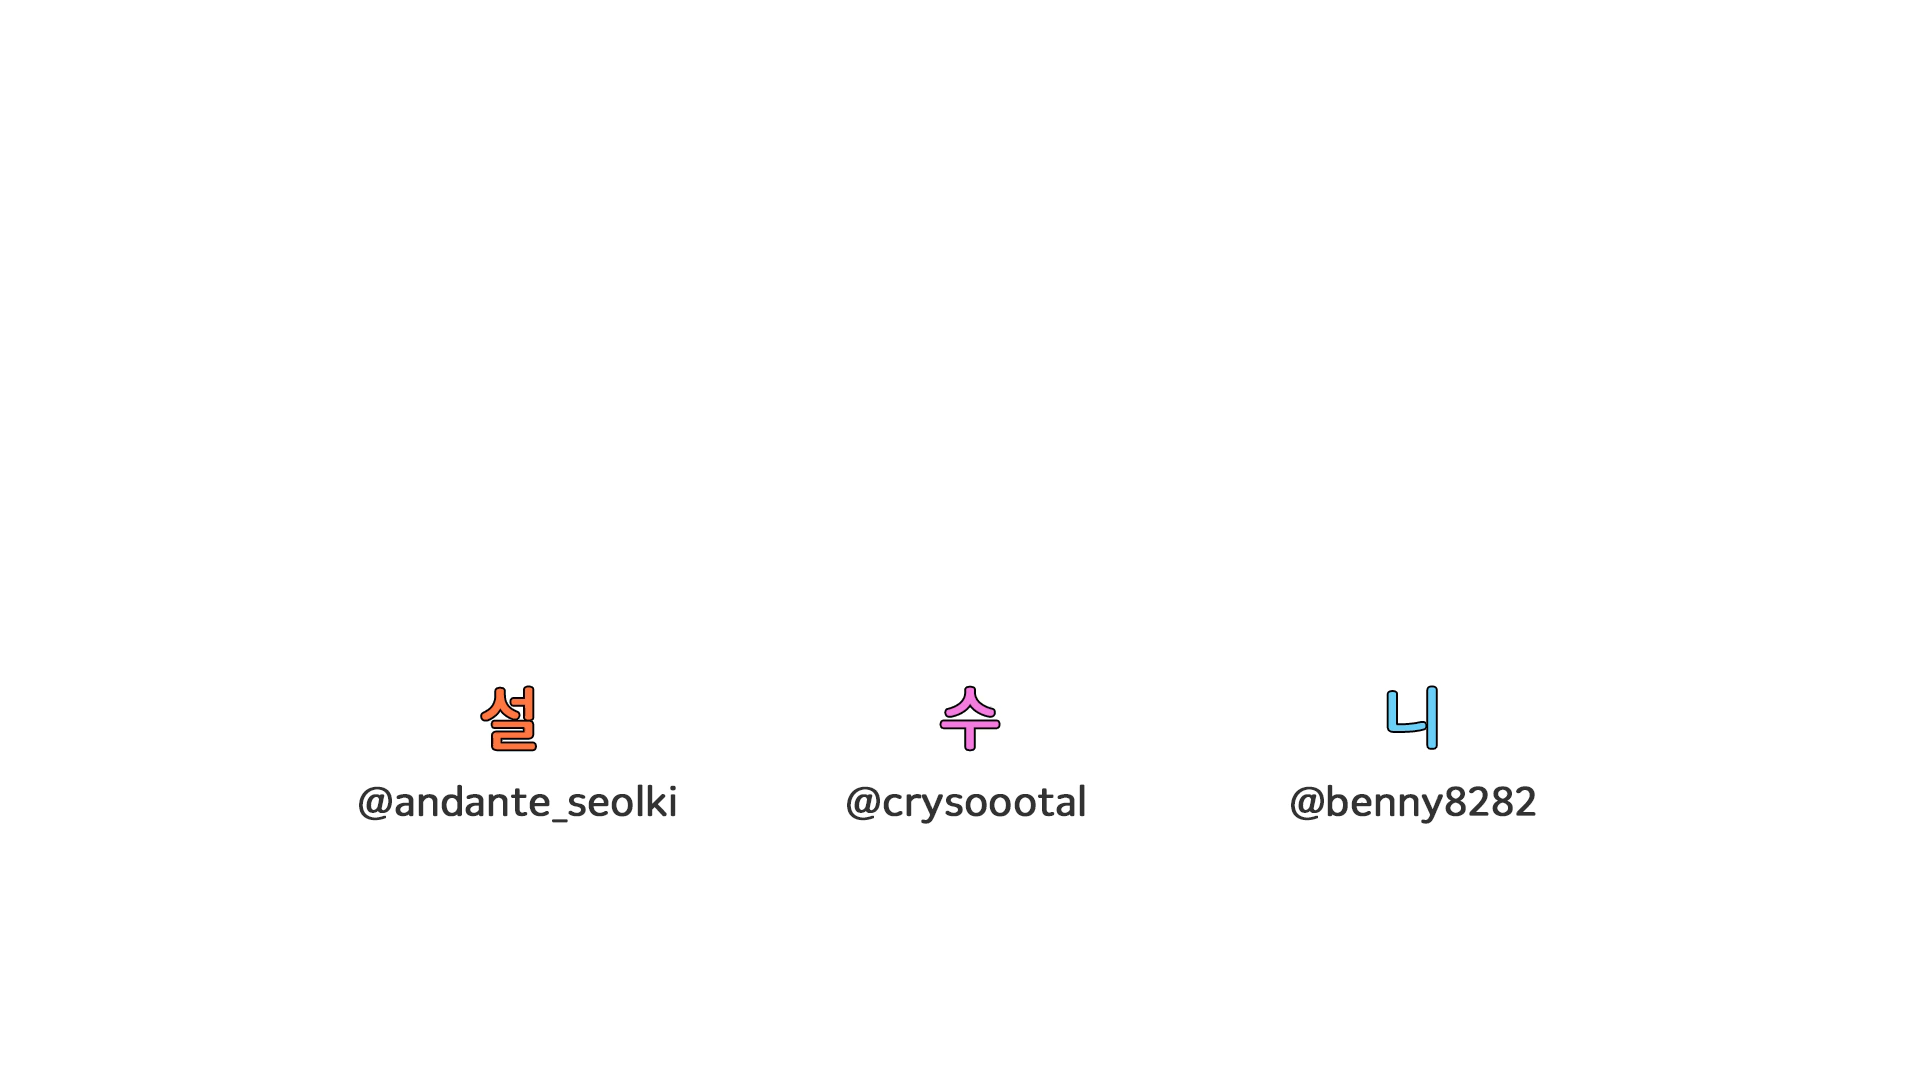 설 수 니
@andante_seolki @crysoootal @benny8282